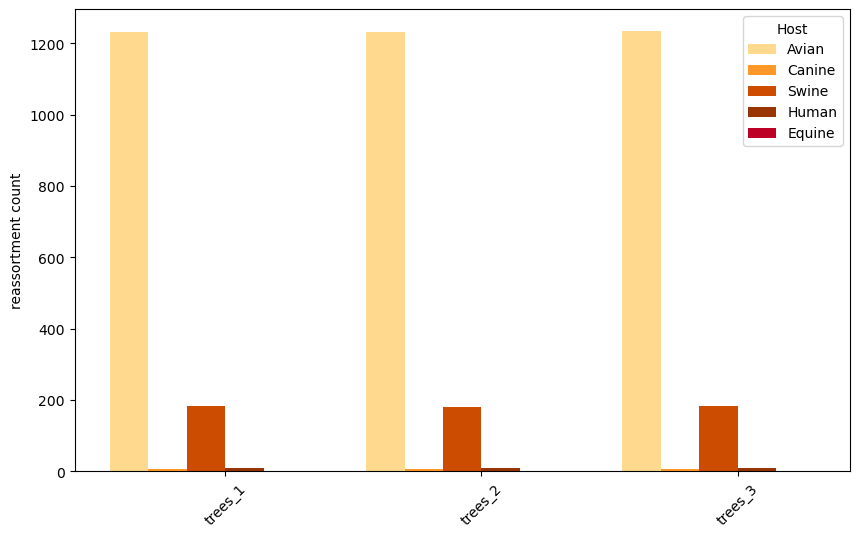 1200
1000
800
600
400
200
0
reassortment count
Host
Avian
Canine
Swine
Human
Equine
trees_1
trees_2
trees_3